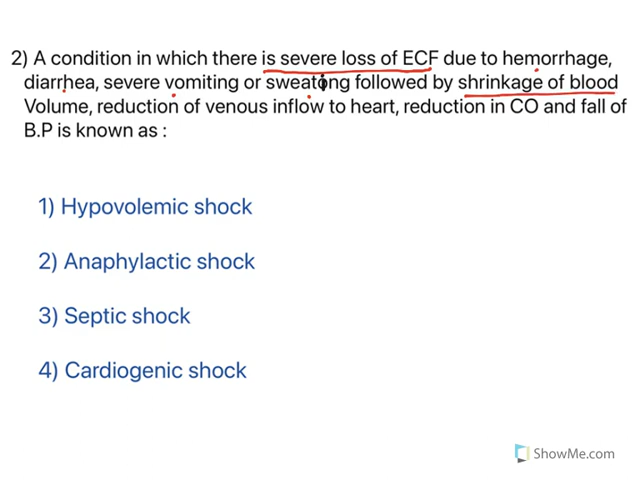 2) A condition in which there is severe loss of ECF due to hemorrhage,
diarrhea, severe vomiting or sweating followed by shrinkage of blood
Volume, reduction of venous inflow to heart, reduction in CO and fall of
B.P is known as :
1) Hypovolemic shock
2) Anaphylactic shock
3) Septic shock
4) Cardiogenic shock
ShowMe.com